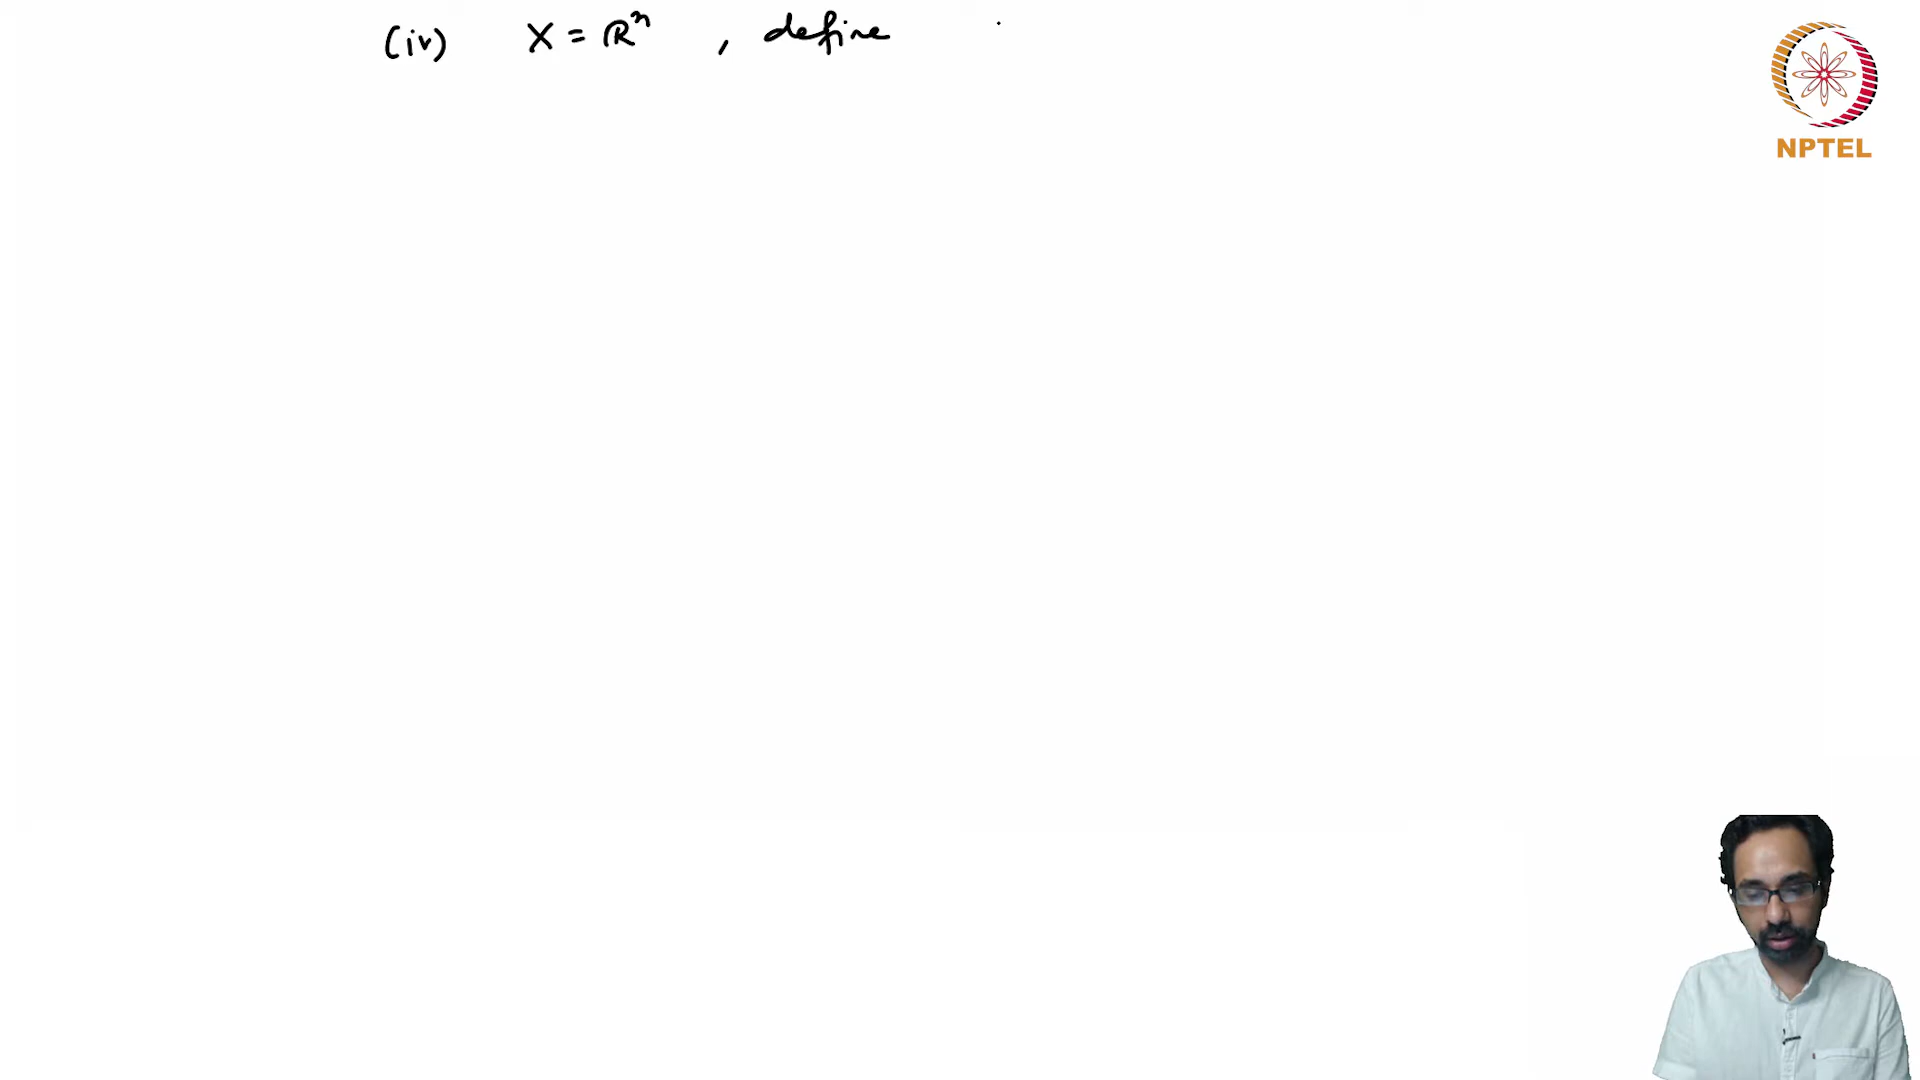 (iv) X = ℝⁿ , define
NPTEL